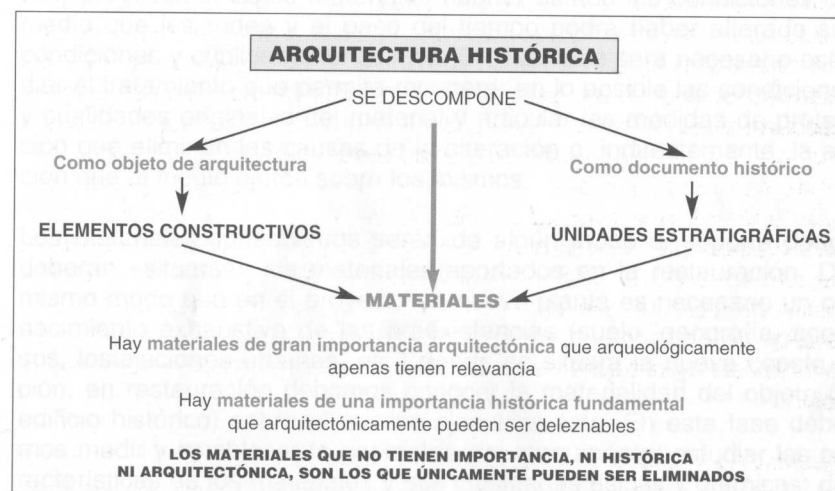 ARQUITECTURA HISTÓRICA
SE DESCOMPONE
Como objeto de arquitectura
Como documento histórico
ELEMENTOS CONSTRUCTIVOS
UNIDADES ESTRATIGRÁFICAS
MATERIALES
Hay materiales de gran importancia arquitectónica que arqueológicamente
apenas tienen relevancia
Hay materiales de una importancia histórica fundamental
que arquitectónicamente pueden ser deleznables
LOS MATERIALES QUE NO TIENEN IMPORTANCIA, NI HISTÓRICA
NI ARQUITECTÓNICA, SON LOS QUE ÚNICAMENTE PUEDEN SER ELIMINADOS